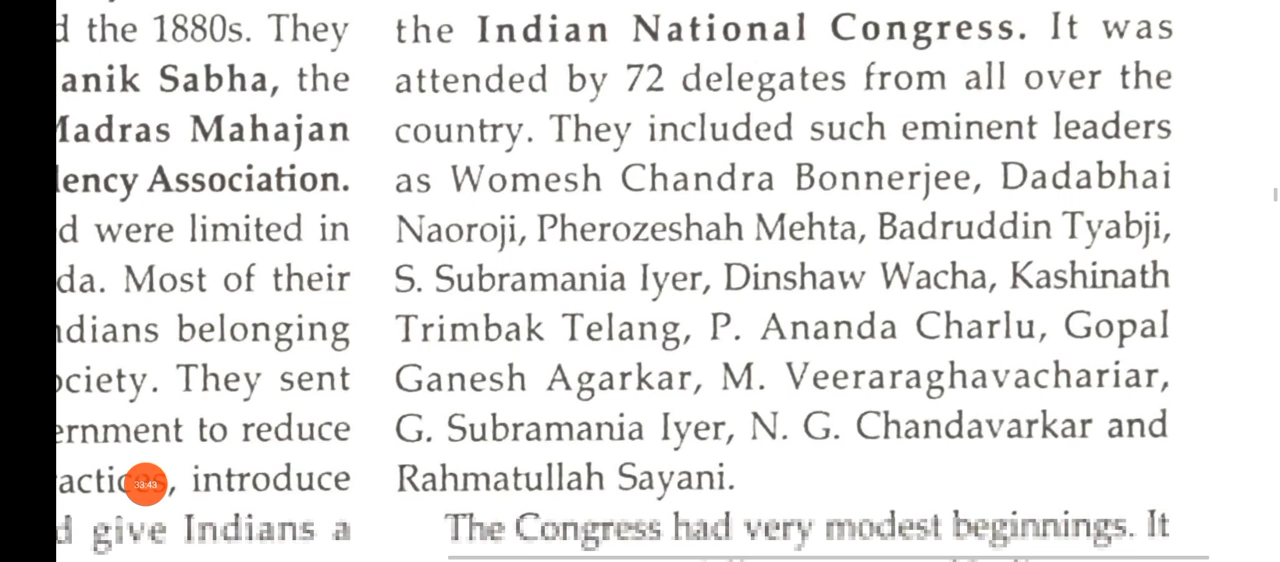 the 1880s. They
Sabha, the
Mahajan
Association.
were limited in
Most of their
belonging
They sent
to reduce
introduce
give Indians a
the Indian National Congress. It was
attended by 72 delegates from all over the
country. They included such eminent leaders
as Womesh Chandra Bonnerjee, Dadabhai
Naoroji, Pherozeshah Mehta, Badruddin Tyabji,
S. Subramania Iyer, Dinshaw Wacha, Kashinath
Trimbak Telang, P. Ananda Charlu, Gopal
Ganesh Agarkar, M. Veeraraghavachariar,
G. Subramania Iyer, N. G. Chandavarkar and
Rahmatullah Sayani.
The Congress had very modest beginnings. It
33:43